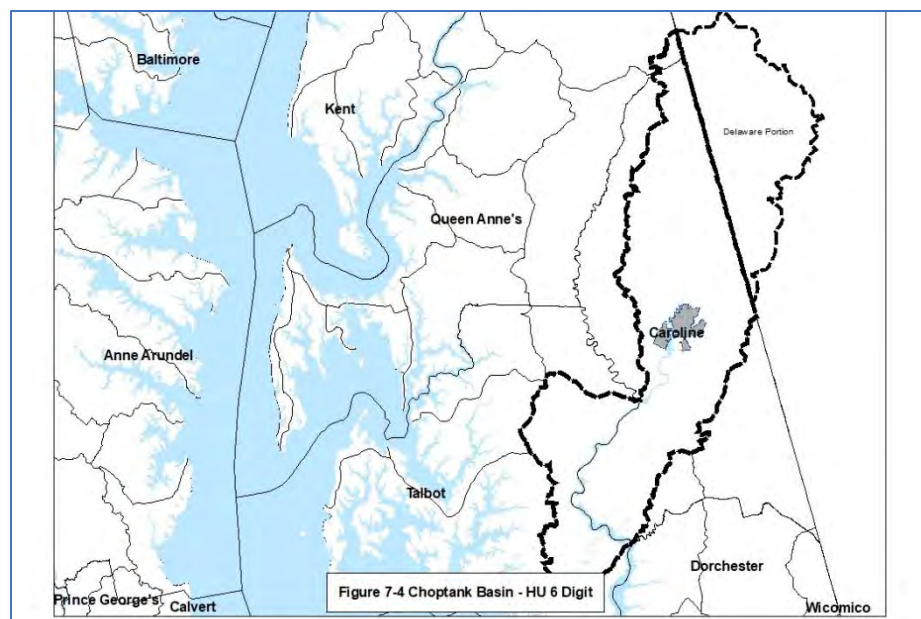 Baltimore
Kent
Delaware Portion
Queen Anne's
Caroline
Anne Arundel
Talbot
Dorchester
Figure 7-4 Choptank Basin - HU 6 Digit
Prince George's
Calvert
Wicomico